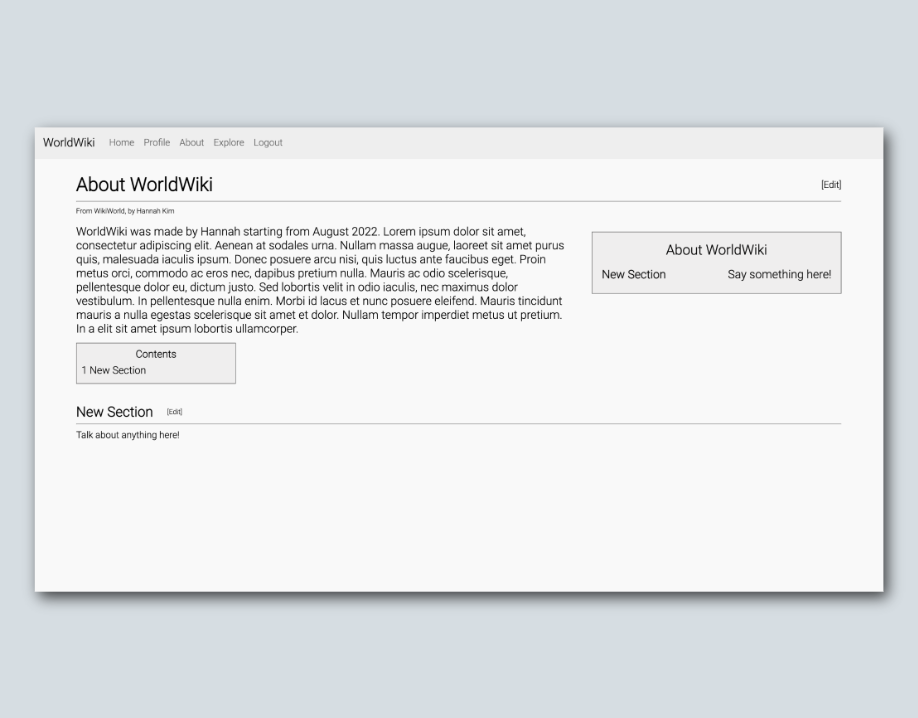 WorldWiki Home Profile About Explore Logout
About WorldWiki [Edit]
From WikiWorld, by Hannah Kim
WorldWiki was made by Hannah starting from August 2022. Lorem ipsum dolor sit amet,
consectetur adipiscing elit. Aenean at sodales urna. Nullam massa augue, laoreet sit amet purus
quis, malesuada iaculis ipsum. Donec posuere arcu nisi, quis luctus ante faucibus eget. Proin
metus orci, commodo ac eros nec, dapibus pretium nulla. Mauris ac odio scelerisque,
pellentesque dolor eu, dictum justo. Sed lobortis velit in odio iaculis, nec maximus dolor
vestibulum. In pellentesque nulla enim. Morbi id lacus et nunc posuere eleifend. Mauris tincidunt
mauris a nulla egestas scelerisque sit amet et dolor. Nullam tempor imperdiet metus ut pretium.
In a elit sit amet ipsum lobortis ullamcorper.
About WorldWiki
New Section Say something here!
Contents
1 New Section
New Section [Edit]
Talk about anything here!